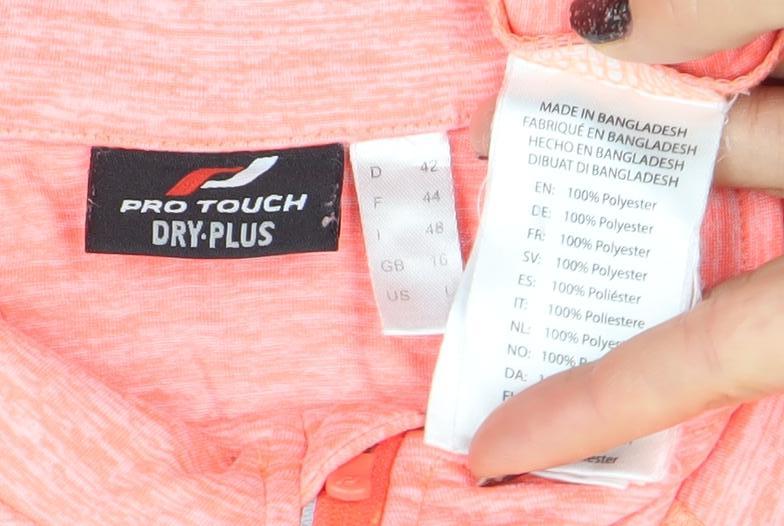 PRO TOUCH
DRY·PLUS
D 42
F 44
I 48
GB 16
US L
MADE IN BANGLADESH
FABRIQUÉ EN BANGLADESH
HECHO EN BANGLADESH
DIBUAT DI BANGLADESH
EN: 100% Polyester
DE: 100% Polyester
FR: 100% Polyester
SV: 100% Polyester
ES: 100% Poliéster
IT: 100% Poliestere
NL: 100% Polyes
NO: 100%
DA: